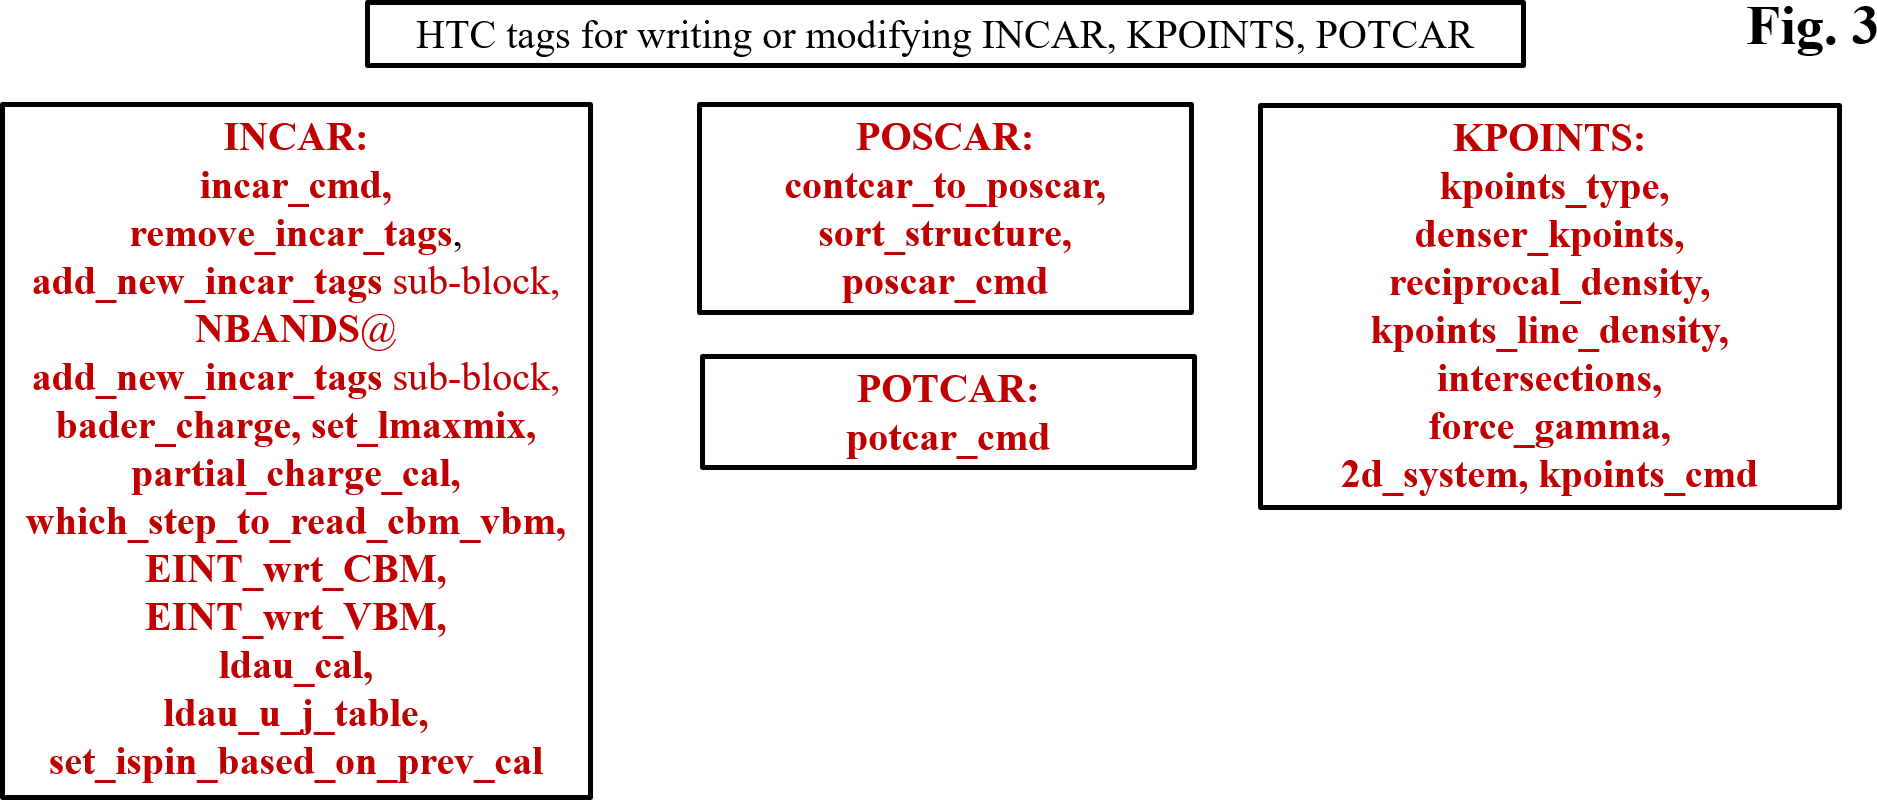 HTC tags for writing or modifying INCAR, KPOINTS, POTCAR
Fig. 3
INCAR:
incar_cmd,
remove_incar_tags,
add_new_incar_tags sub-block,
NBANDS@
add_new_incar_tags sub-block,
bader_charge, set_lmaxmix,
partial_charge_cal,
which_step_to_read_cbm_vbm,
EINT_wrt_CBM,
EINT_wrt_VBM,
ldau_cal,
ldau_u_j_table,
set_ispin_based_on_prev_cal
POSCAR:
contcar_to_poscar,
sort_structure,
poscar_cmd
POTCAR:
potcar_cmd
KPOINTS:
kpoints_type,
denser_kpoints,
reciprocal_density,
kpoints_line_density,
intersections,
force_gamma,
2d_system, kpoints_cmd